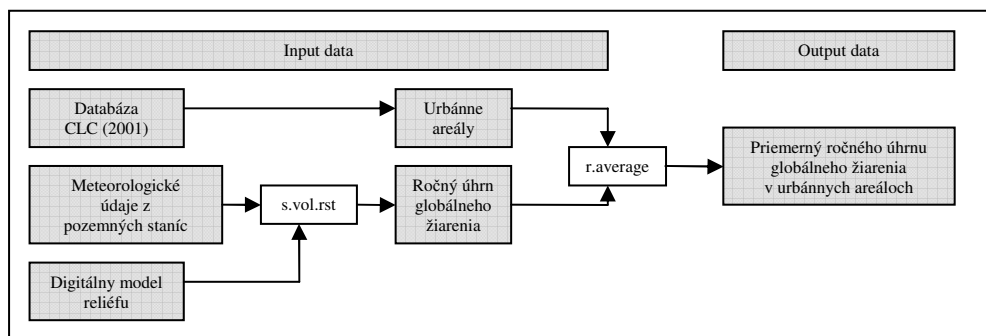 Input data
Output data
Databáza
CLC (2001)
Urbánne
areály
r.average
Priemerný ročného úhrnu
globálneho žiarenia
v urbánnych areáloch
Meteorologické
údaje z
pozemných staníc
s.vol.rst
Ročný úhrn
globálneho
žiarenia
Digitálny model
reliéfu